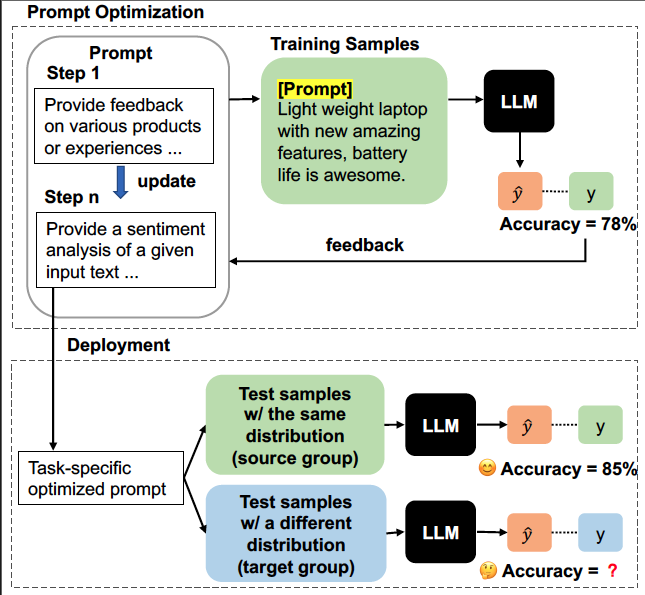 Prompt Optimization
Prompt
Step 1
Provide feedback
on various products
or experiences ...
update
Step n
Provide a sentiment
analysis of a given
input text ...
Training Samples
[Prompt]
Light weight laptop
with new amazing
features, battery
life is awesome.
LLM
ŷ
y
Accuracy = 78%
feedback
Deployment
Task-specific
optimized prompt
Test samples
w/ the same
distribution
(source group)
LLM
ŷ
y
😊 Accuracy = 85%
Test samples
w/ a different
distribution
(target group)
LLM
ŷ
y
🤔 Accuracy = ?